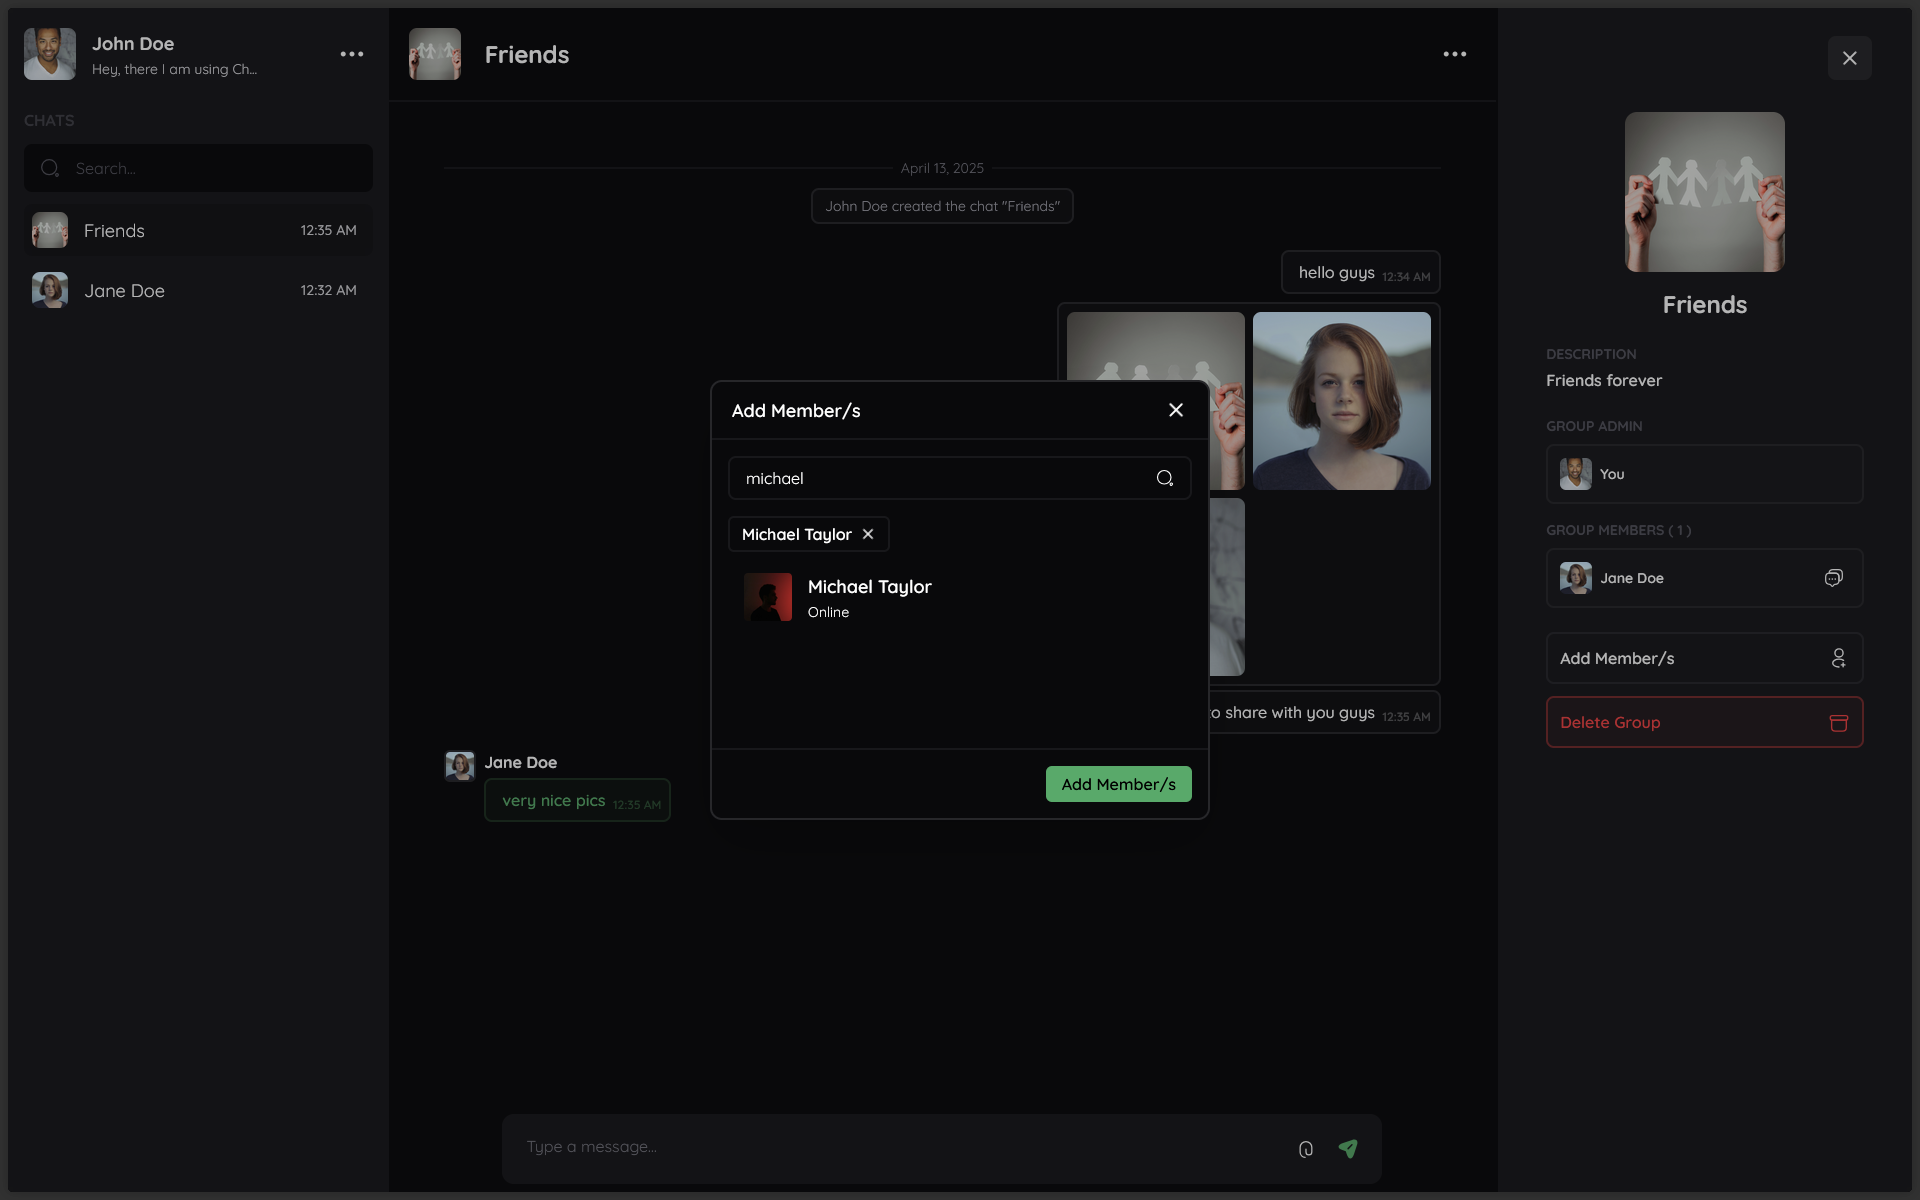 John Doe
Hey, there I am using Ch...
CHATS
Search...
Friends
12:35 AM
Jane Doe
12:32 AM
Friends
April 13, 2025
John Doe created the chat "Friends"
hello guys 12:34 AM
to share with you guys 12:35 AM
Jane Doe
very nice pics 12:35 AM
Type a message...
Add Member/s
michael
Michael Taylor
Michael Taylor
Online
Add Member/s
Friends
DESCRIPTION
Friends forever
GROUP ADMIN
You
GROUP MEMBERS ( 1 )
Jane Doe
Add Member/s
Delete Group